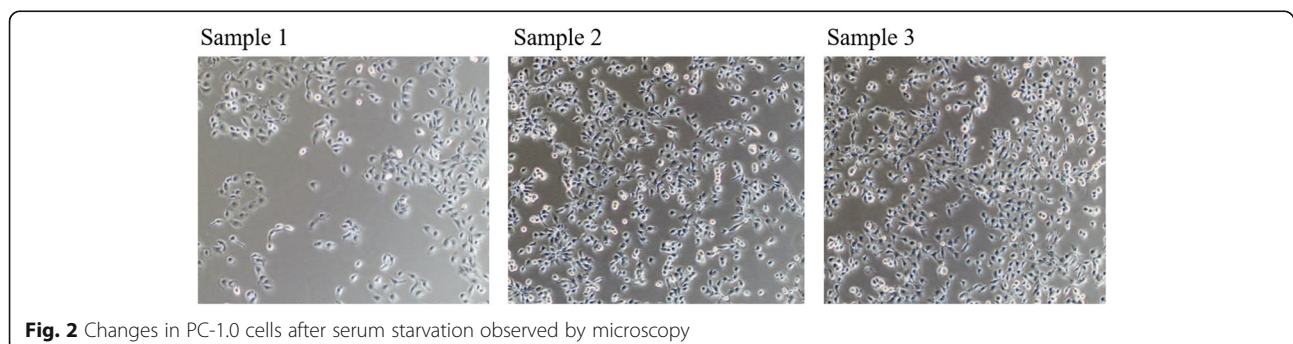 Sample 1 Sample 2 Sample 3
Fig. 2 Changes in PC-1.0 cells after serum starvation observed by microscopy